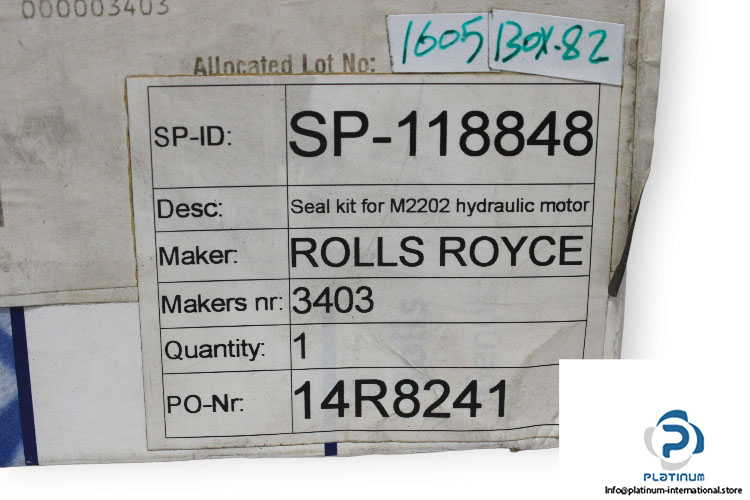 000003403
Allocated Lot No:
1605 BOX-82
SP-ID: SP-118848
Desc: Seal kit for M2202 hydraulic motor
Maker: ROLLS ROYCE
Makers nr: 3403
Quantity: 1
PO-Nr: 14R8241
PLATINUM
Info@platinum-international.store